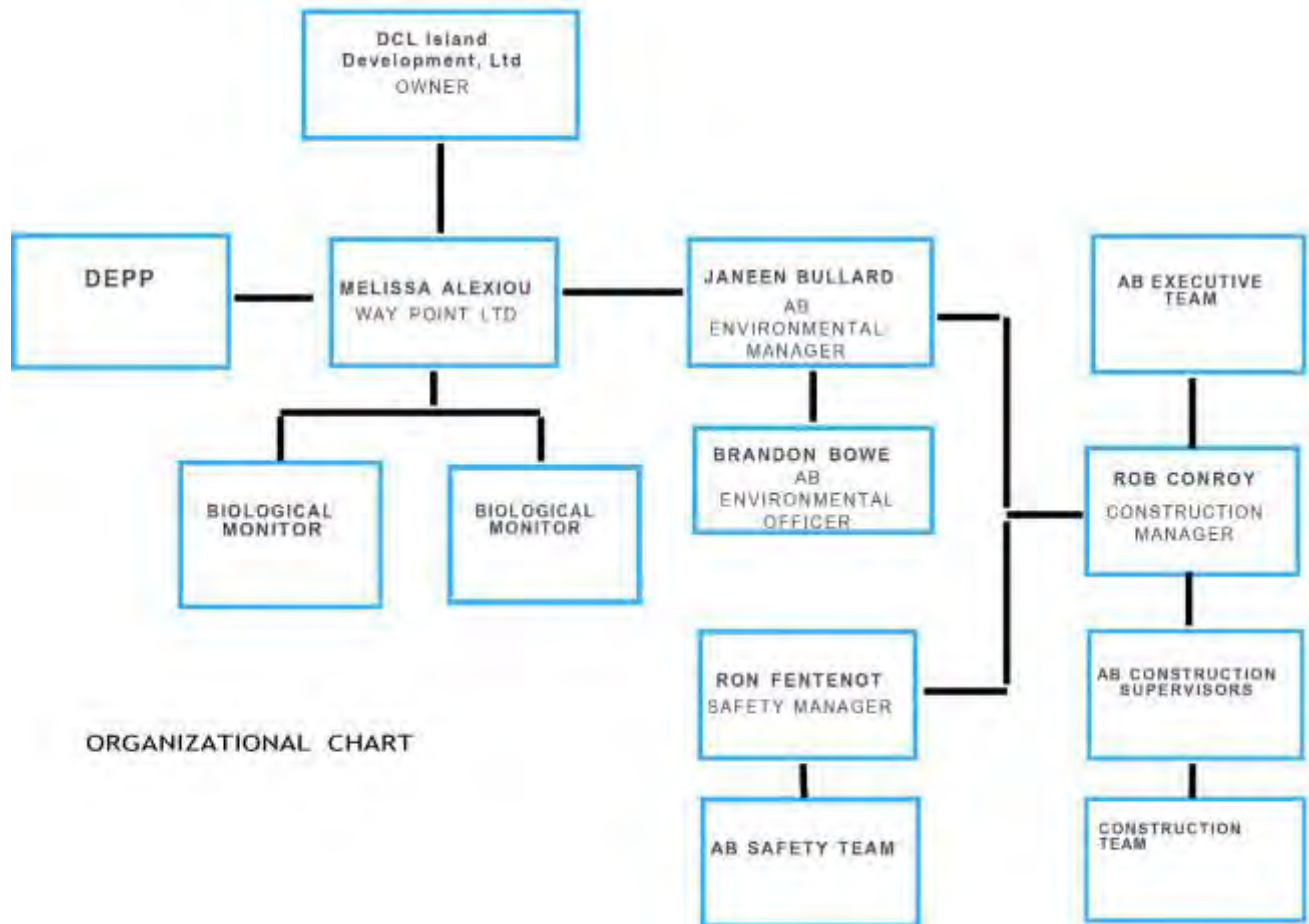 DCL Island
Development, Ltd
OWNER
DEPP
MELISSA ALEXIOU
WAY POINT LTD
JANEEN BULLARD
AB
ENVIRONMENTAL
MANAGER
AB EXECUTIVE
TEAM
BIOLOGICAL
MONITOR
BIOLOGICAL
MONITOR
BRANDON BOWE
AB
ENVIRONMENTAL
OFFICER
ROB CONROY
CONSTRUCTION
MANAGER
RON FENTENOT
SAFETY MANAGER
AB CONSTRUCTION
SUPERVISORS
ORGANIZATIONAL CHART
AB SAFETY TEAM
CONSTRUCTION
TEAM